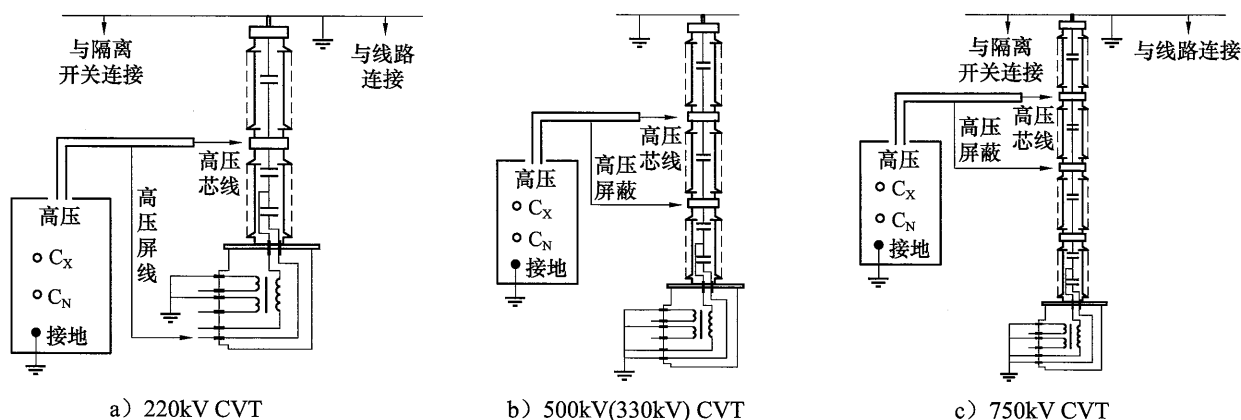 与隔离
开关连接
与线路
连接
高压
芯线
高压屏线
高压
C_X
C_N
接地
a）220kV CVT
高压
芯线
高压
屏蔽
高压
C_X
C_N
接地
b）500kV(330kV) CVT
与隔离
开关连接
与线路连接
高压
芯线
高压
屏蔽
高压
C_X
C_N
接地
c）750kV CVT